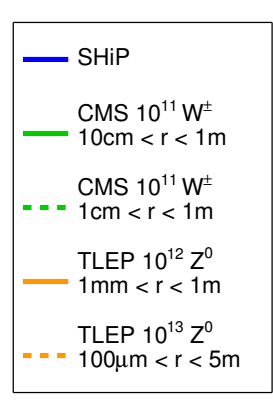 SHiP
CMS 10¹¹ W±
10cm < r < 1m
CMS 10¹¹ W±
1cm < r < 1m
TLEP 10¹² Z⁰
1mm < r < 1m
TLEP 10¹³ Z⁰
100μm < r < 5m